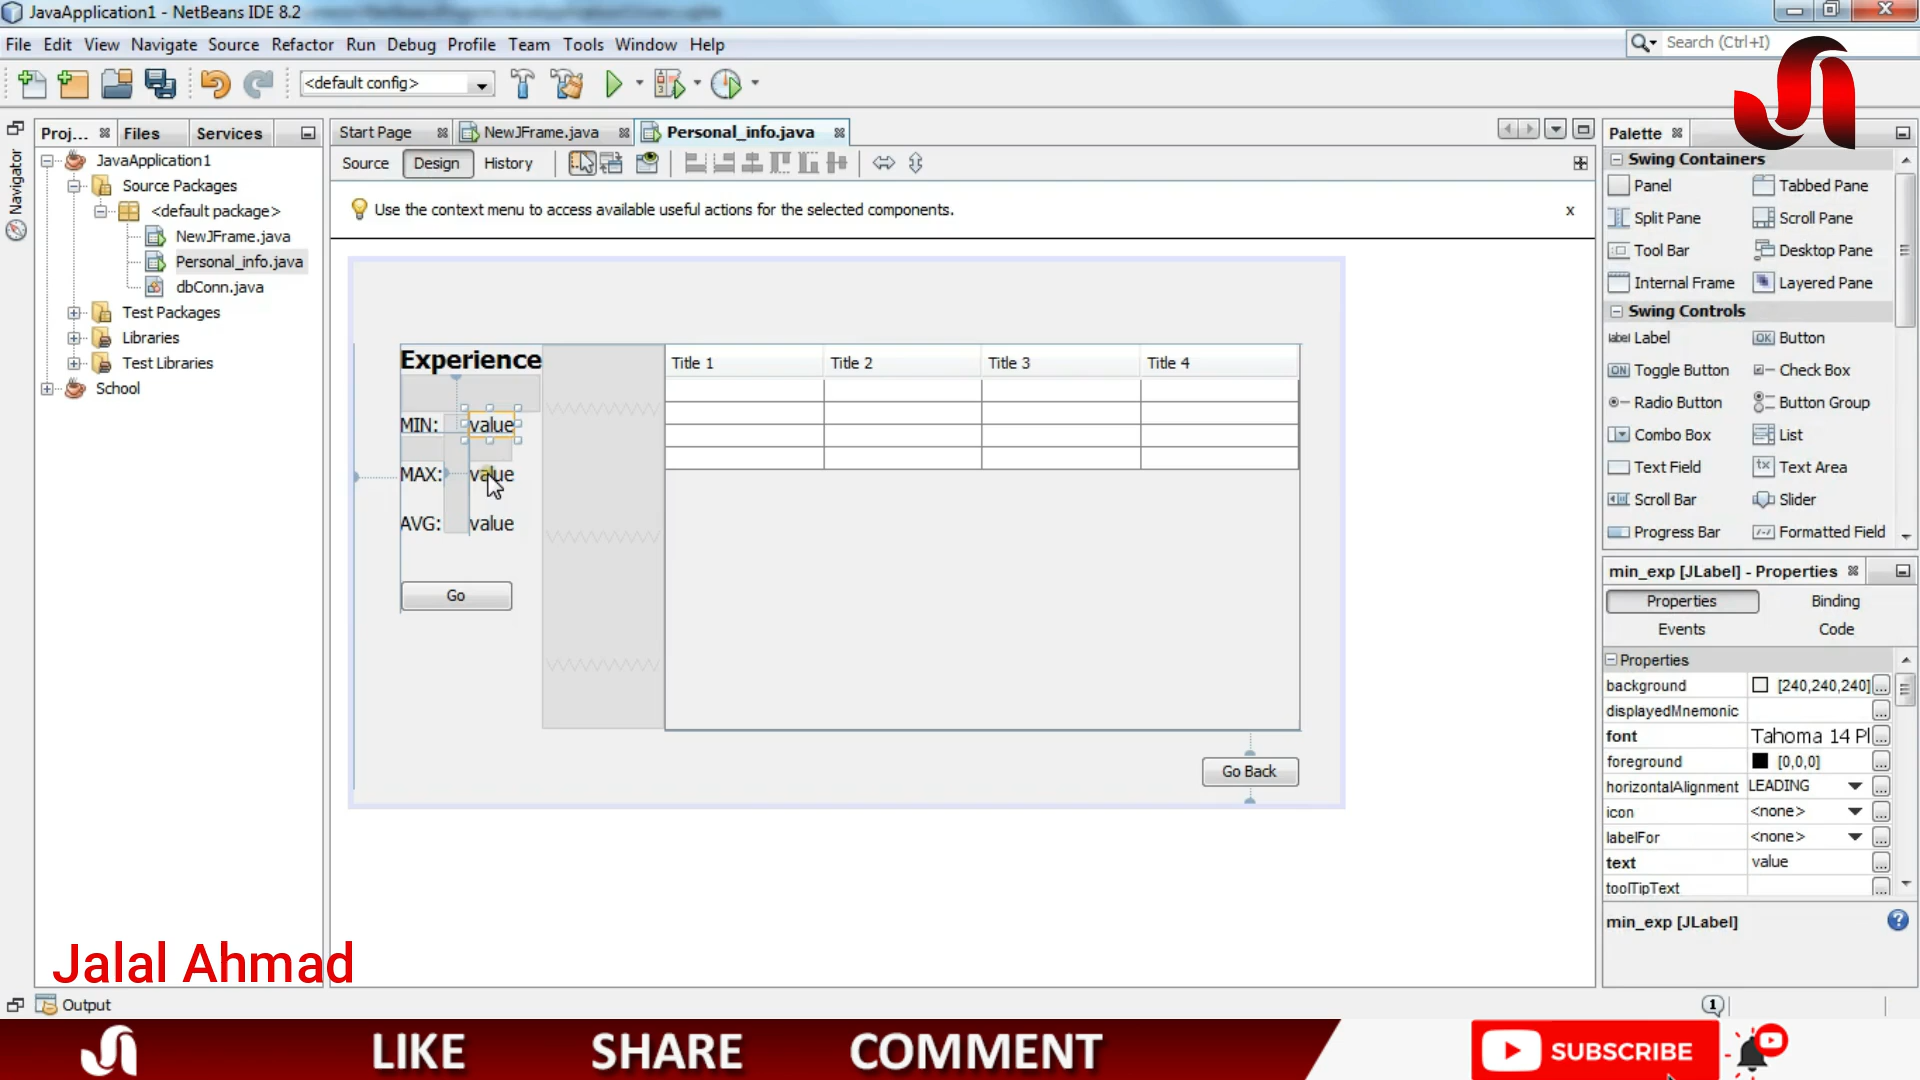 JavaApplication1 - NetBeans IDE 8.2
File Edit View Navigate Source Refactor Run Debug Profile Team Tools Window Help
Search (Ctrl+I)
<default config>
Proj... Files Services
Start Page NewJFrame.java Personal_info.java
Palette
Navigator
JavaApplication1
Source Packages
<default package>
NewJFrame.java
Personal_info.java
dbConn.java
Test Packages
Libraries
Test Libraries
School
Source Design History
Use the context menu to access available useful actions for the selected components.
x
Experience
Title 1 Title 2 Title 3 Title 4
MIN: value
MAX: value
AVG: value
Go
Go Back
Swing Containers
Panel Tabbed Pane
Split Pane Scroll Pane
Tool Bar Desktop Pane
Internal Frame Layered Pane
Swing Controls
label Label OK Button
ON Toggle Button Check Box
Radio Button Button Group
Combo Box List
Text Field Text Area
Scroll Bar Slider
Progress Bar Formatted Field
min_exp [JLabel] - Properties
Properties Binding
Events Code
Properties
background [240,240,240] ...
displayedMnemonic ...
font Tahoma 14 Pl ...
foreground [0,0,0] ...
horizontalAlignment LEADING ...
icon <none> ...
labelFor <none> ...
text value ...
toolTipText ...
min_exp [JLabel]
?
Jalal Ahmad
Output
1
LIKE SHARE COMMENT
SUBSCRIBE